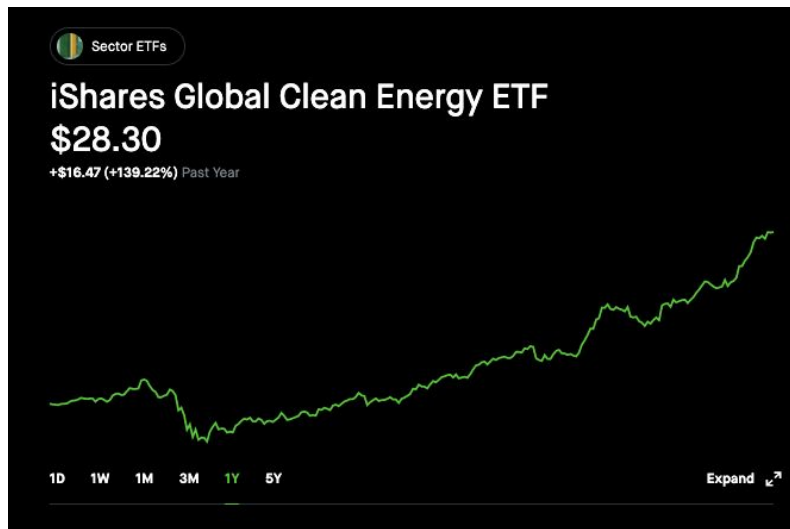 Sector ETFs
iShares Global Clean Energy ETF
$28.30
+$16.47 (+139.22%) Past Year
1D 1W 1M 3M 1Y 5Y Expand